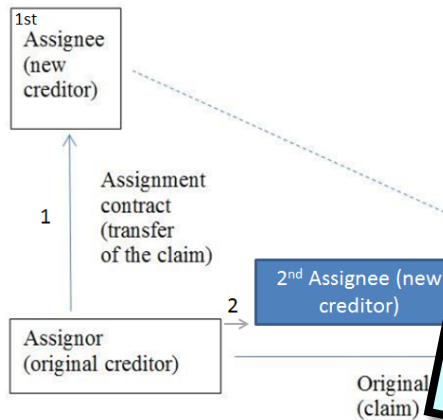 1st
Assignee
(new
creditor)
1
Assignment
contract
(transfer
of the claim)
2nd Assignee (new
creditor)
2
Assignor
(original creditor)
Original
(claim)